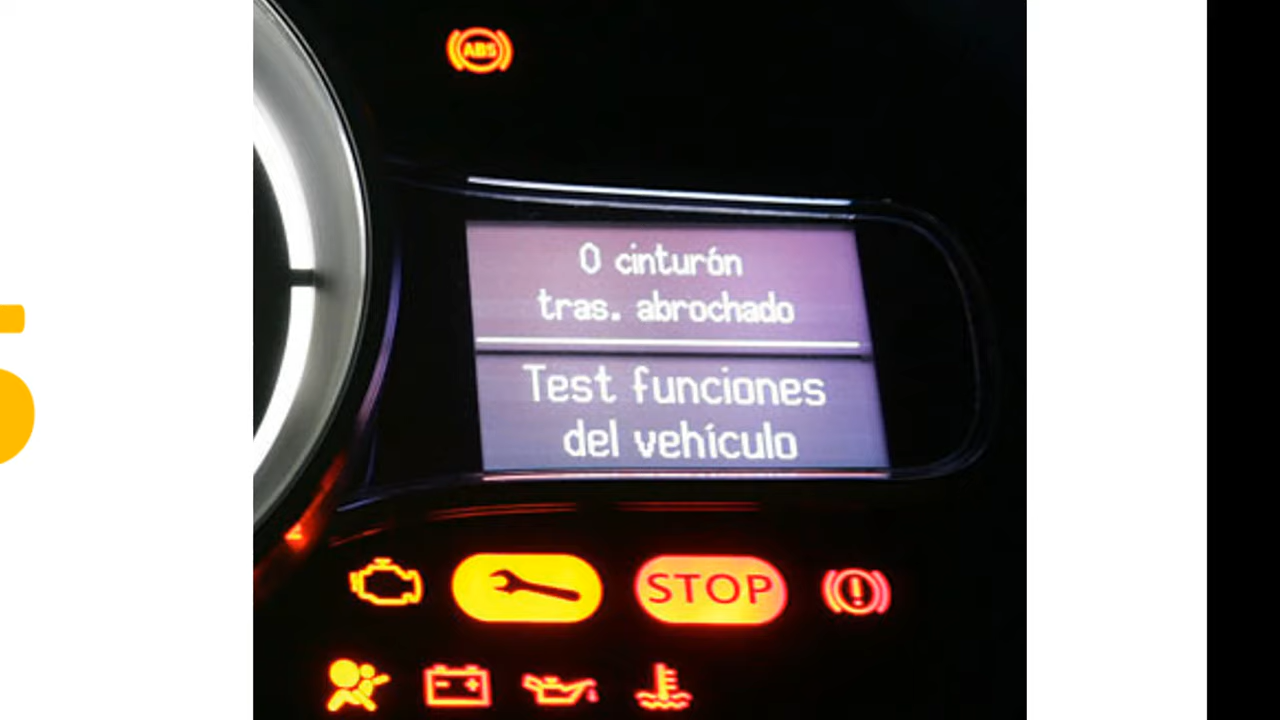 ABS
0 cinturón
tras. abrochado
Test funciones
del vehículo
STOP